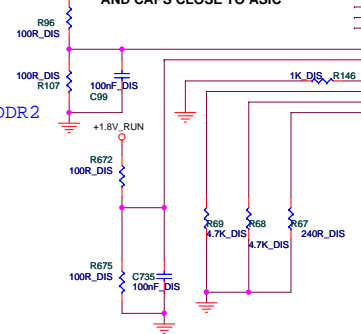 AND CAPS CLOSE TO ASIC
R96
100R_DIS
100R_DIS
R107
100nF_DIS
C99
1K_DIS
R146
DDR2
+1.8V_RUN
R672
100R_DIS
R69
4.7K_DIS
R68
4.7K_DIS
R67
240R_DIS
R675
100R_DIS
C735
100nF_DIS